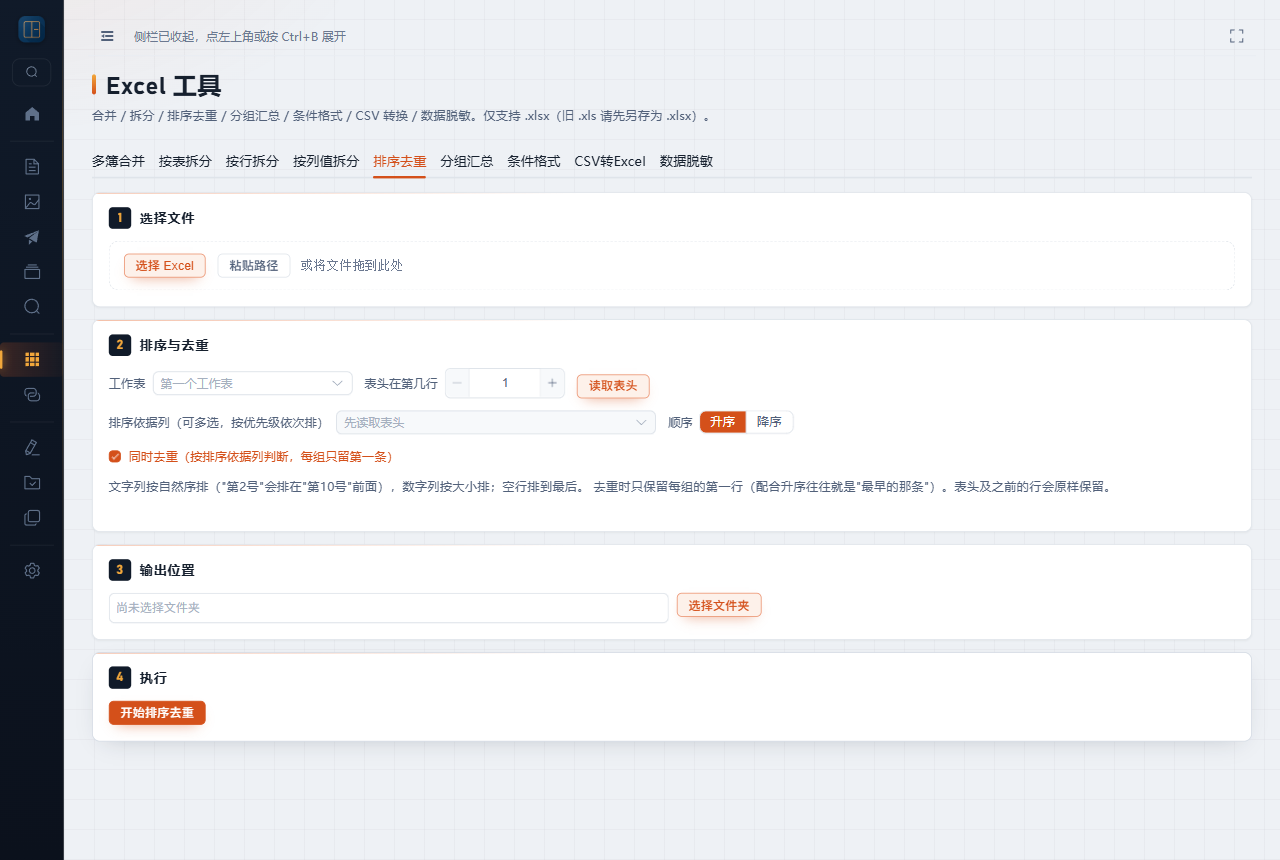 侧栏已收起，点左上角或按 Ctrl+B 展开
Excel 工具
合并 / 拆分 / 排序去重 / 分组汇总 / 条件格式 / CSV 转换 / 数据脱敏。仅支持 .xlsx（旧 .xls 请先另存为 .xlsx）。
多簿合并 按表拆分 按行拆分 按列值拆分 排序去重 分组汇总 条件格式 CSV转Excel 数据脱敏
1 选择文件
选择 Excel 粘贴路径 或将文件拖到此处
2 排序与去重
工作表 第一个工作表 表头在第几行 − 1 + 读取表头
排序依据列（可多选，按优先级依次排） 先读取表头 顺序 升序 降序
同时去重（按排序依据列判断，每组只留第一条）
文字列按自然序排（"第2号"会排在"第10号"前面），数字列按大小排；空行排到最后。 去重时只保留每组的第一行（配合升序往往就是"最早的那条"）。表头及之前的行会原样保留。
3 输出位置
尚未选择文件夹 选择文件夹
4 执行
开始排序去重